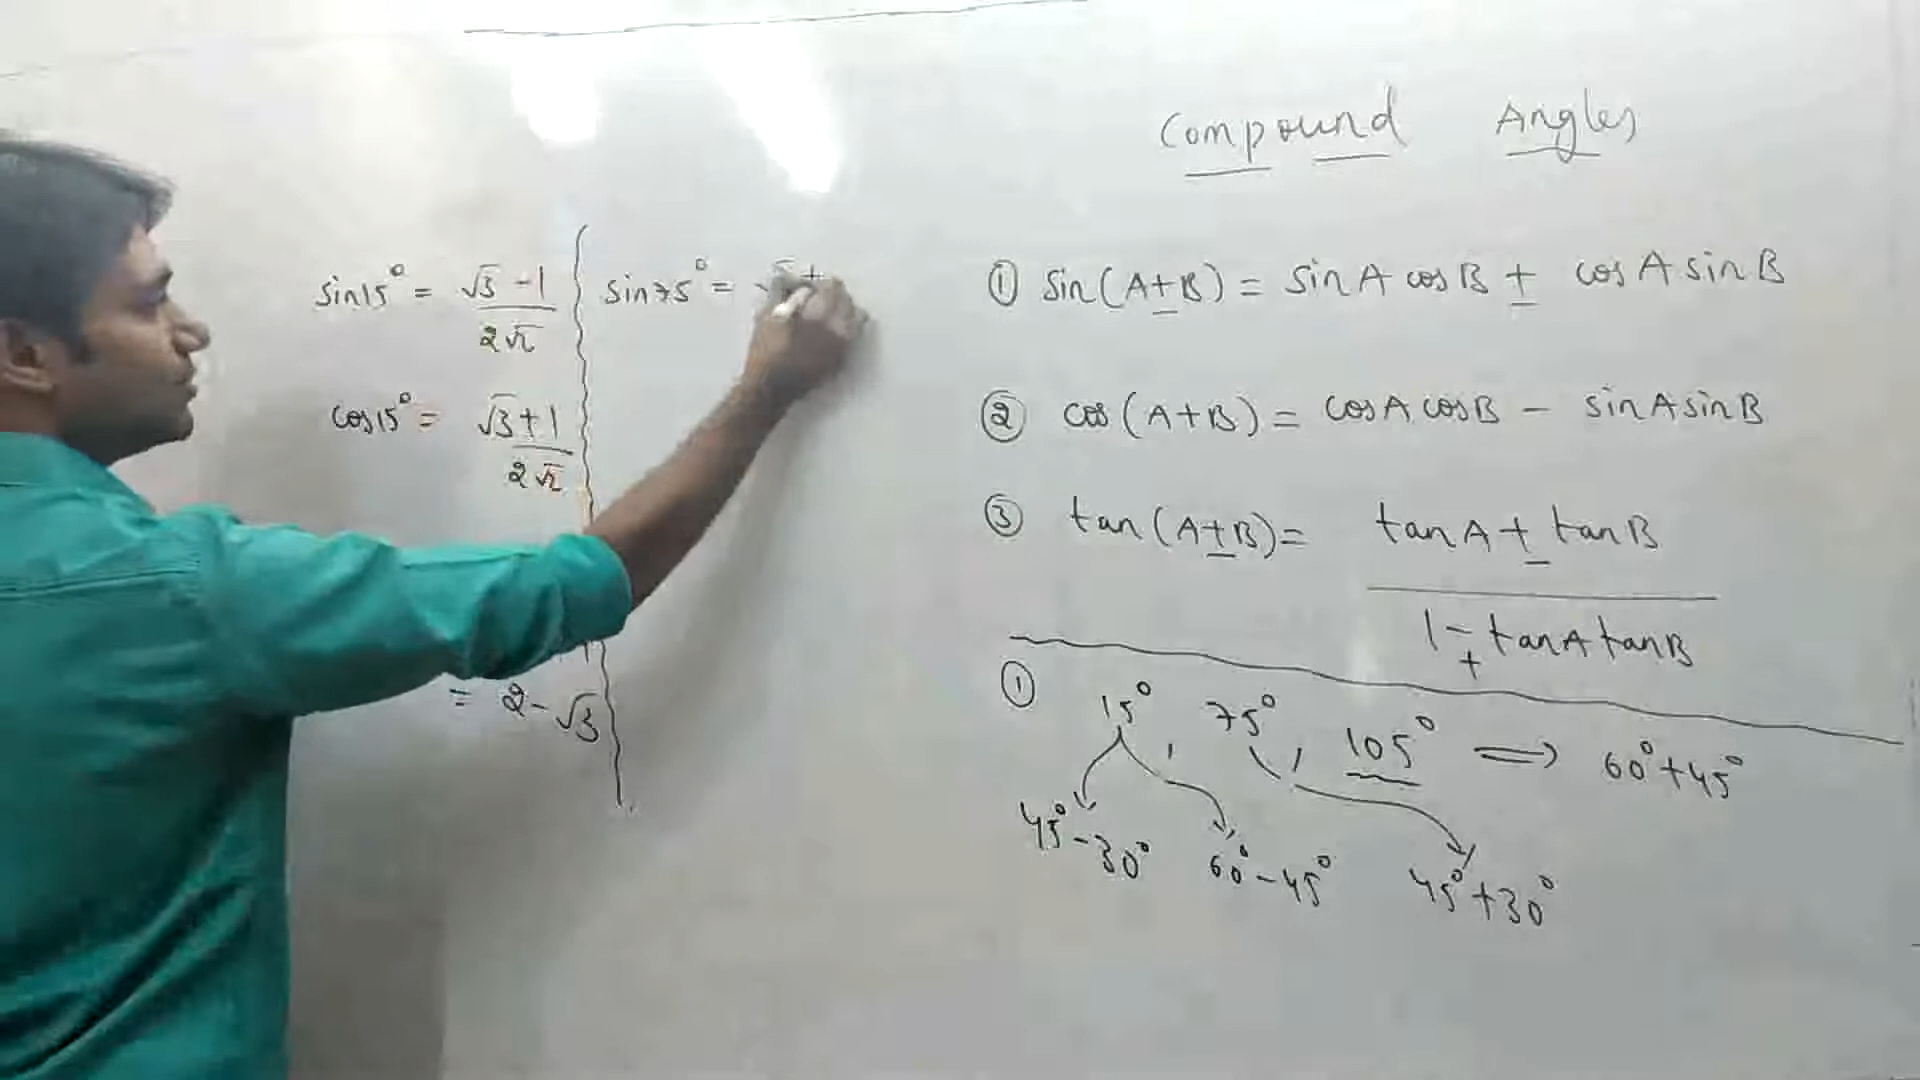 Compound Angles
sin15° = √3 -1
2√2
cos15° = √3+1
2√2
= 2-√3
sin75° = √ +
① sin(A±B) = sinA cosB ± cosA sinB
② cos(A+B) = cosA cosB - sinA sinB
③ tan(A±B) = tanA ± tanB
1 ∓ tanA tanB
① 15° , 75° , 105° ⟹ 60°+45°
45°-30° 60°-45° 45°+30°